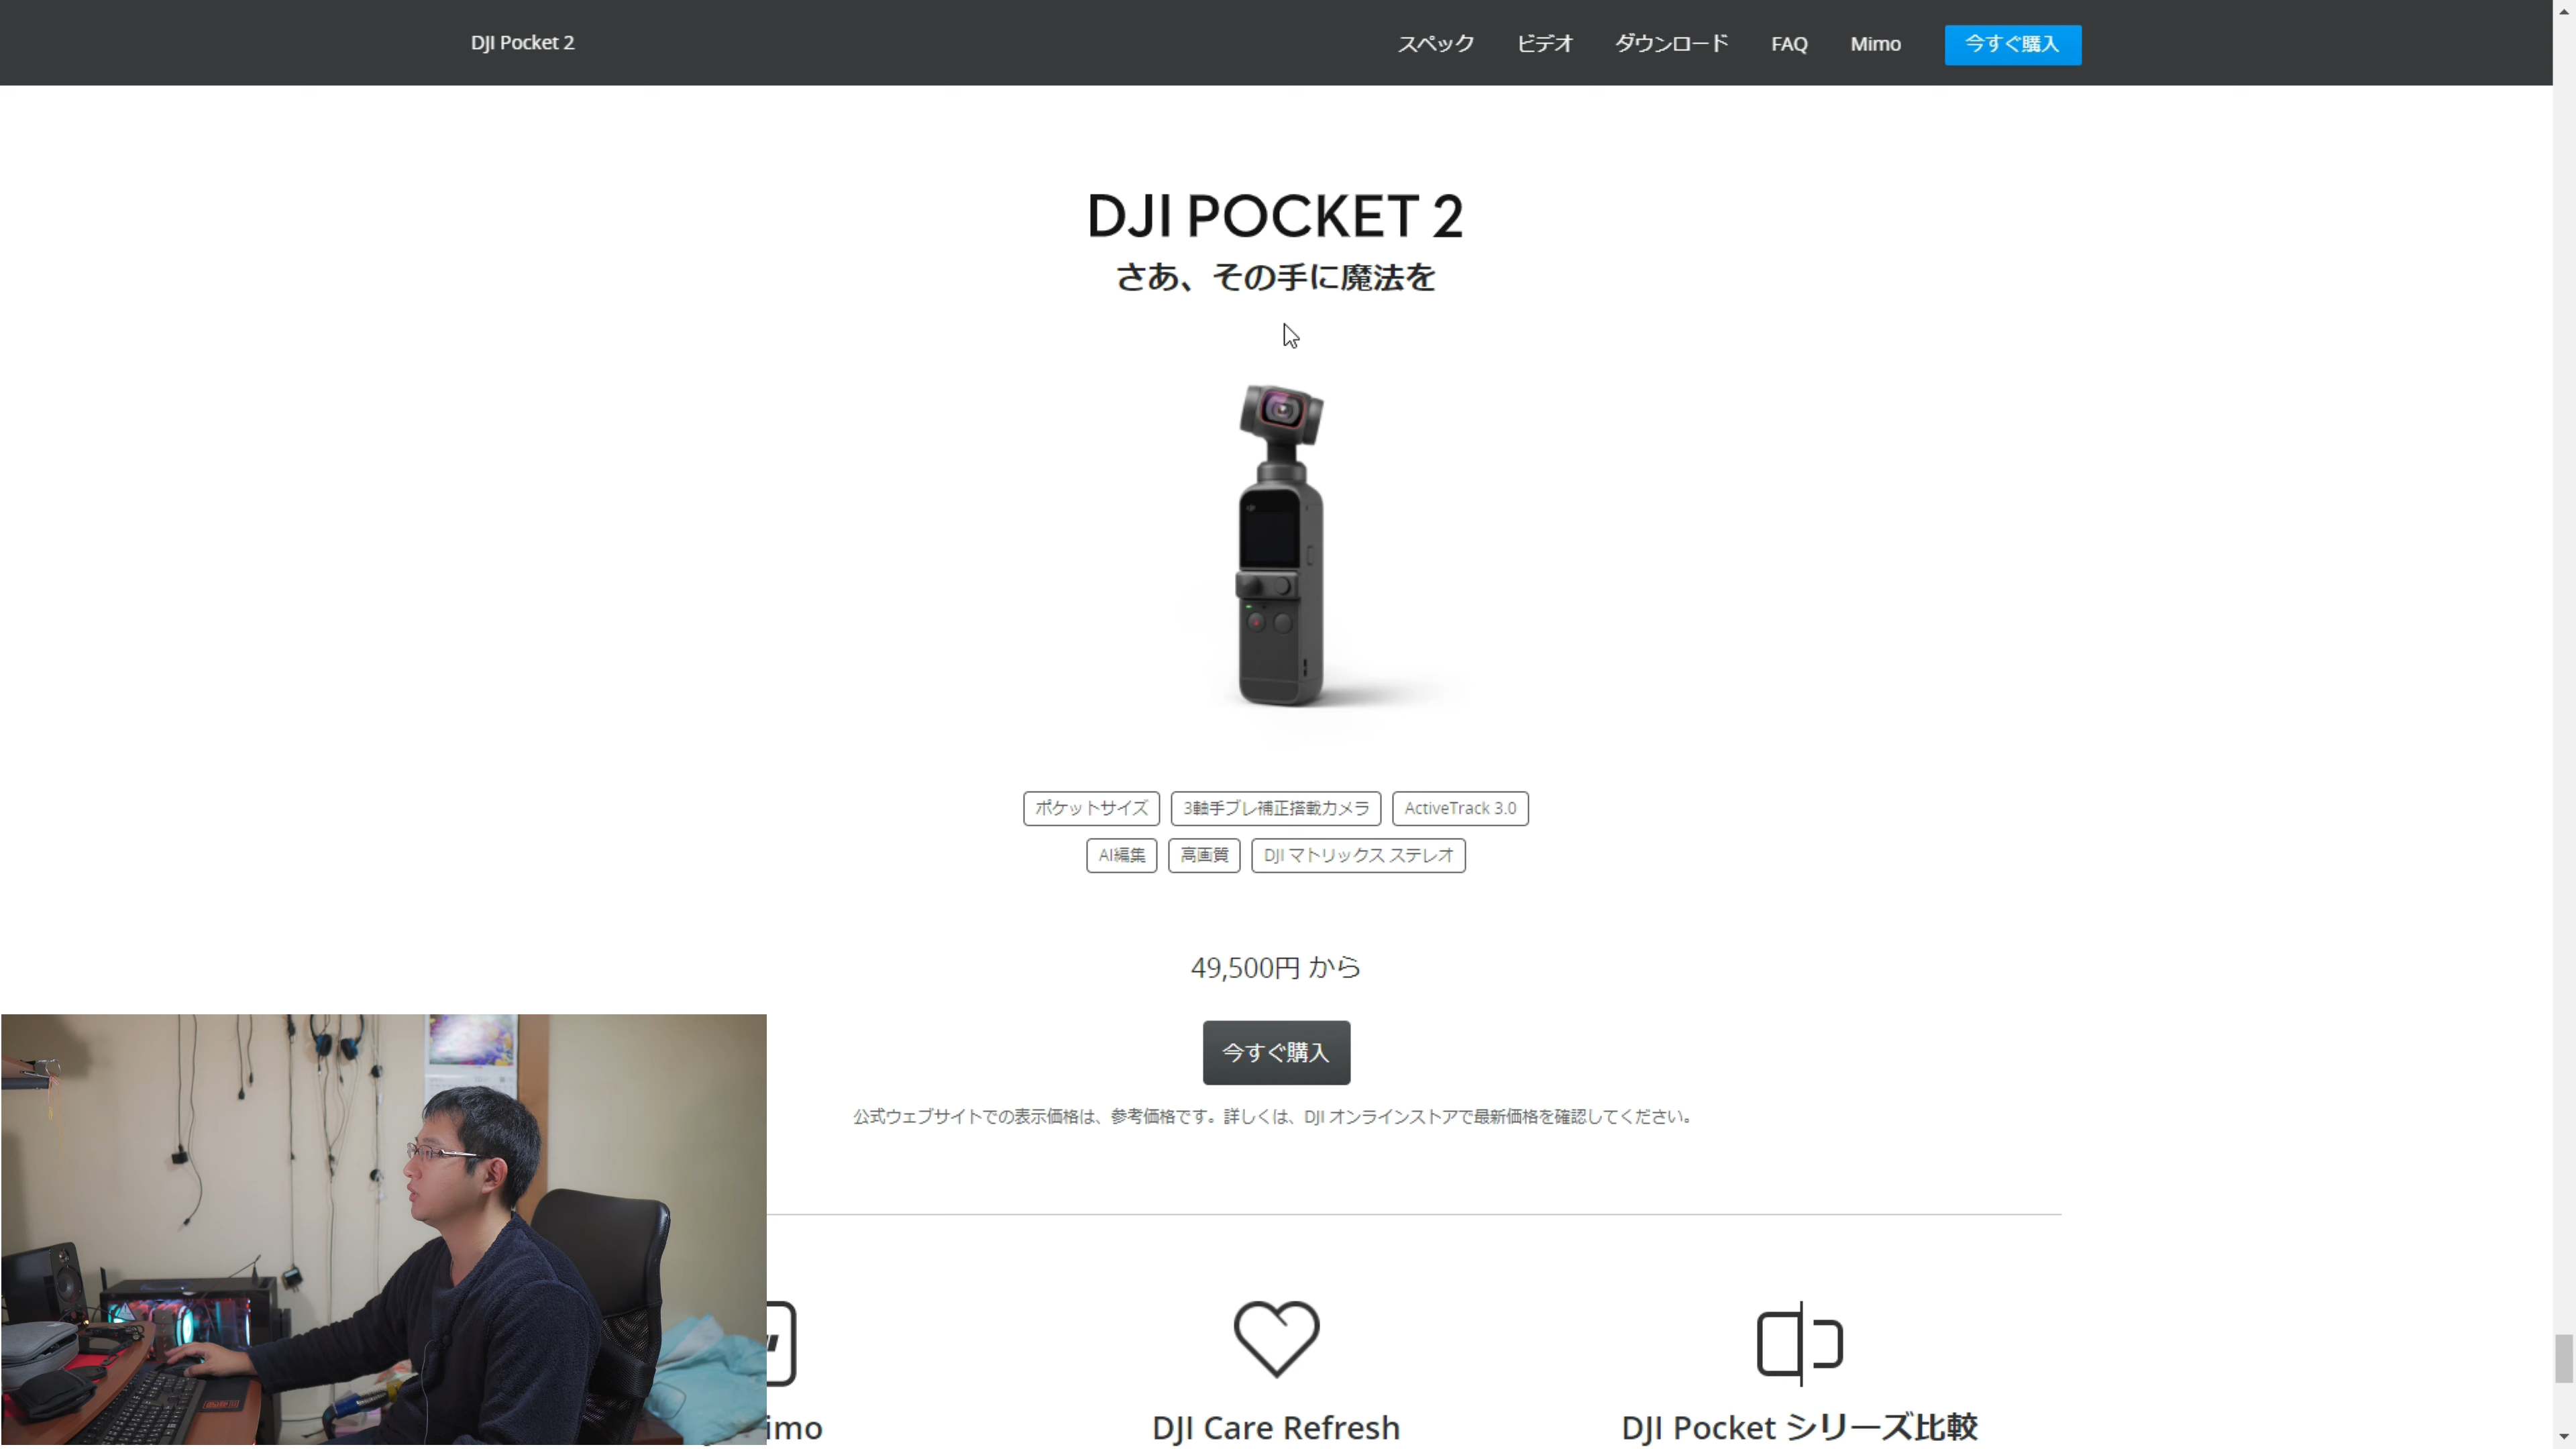 DJI Pocket 2
スペック ビデオ ダウンロード FAQ Mimo 今すぐ購入
DJI POCKET 2
さあ、その手に魔法を
ポケットサイズ 3軸手ブレ補正搭載カメラ ActiveTrack 3.0
AI編集 高画質 DJI マトリックス ステレオ
49,500円 から
今すぐ購入
公式ウェブサイトでの表示価格は、参考価格です。詳しくは、DJI オンラインストアで最新価格を確認してください。
imo DJI Care Refresh DJI Pocket シリーズ比較